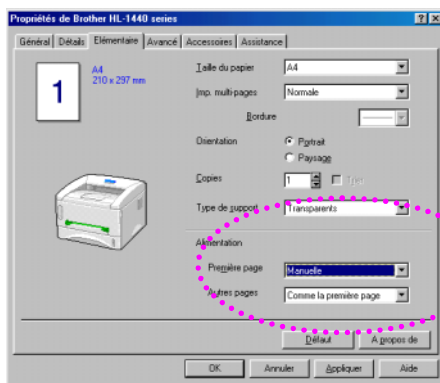 Propriétés de Brother HL-1440 series
Général Détails Elémentaire Avancé Accessoires Assistance
1
A4
210 x 297 mm
Taille du papier A4
Imp. multi-pages Normale
Bordure
Orientation Portrait
Paysage
Copies 1 Trier
Type de support Transparents
Alimentation
Première page Manuelle
Autres pages Comme la première page
Défaut A propos de
OK Annuler Appliquer Aide